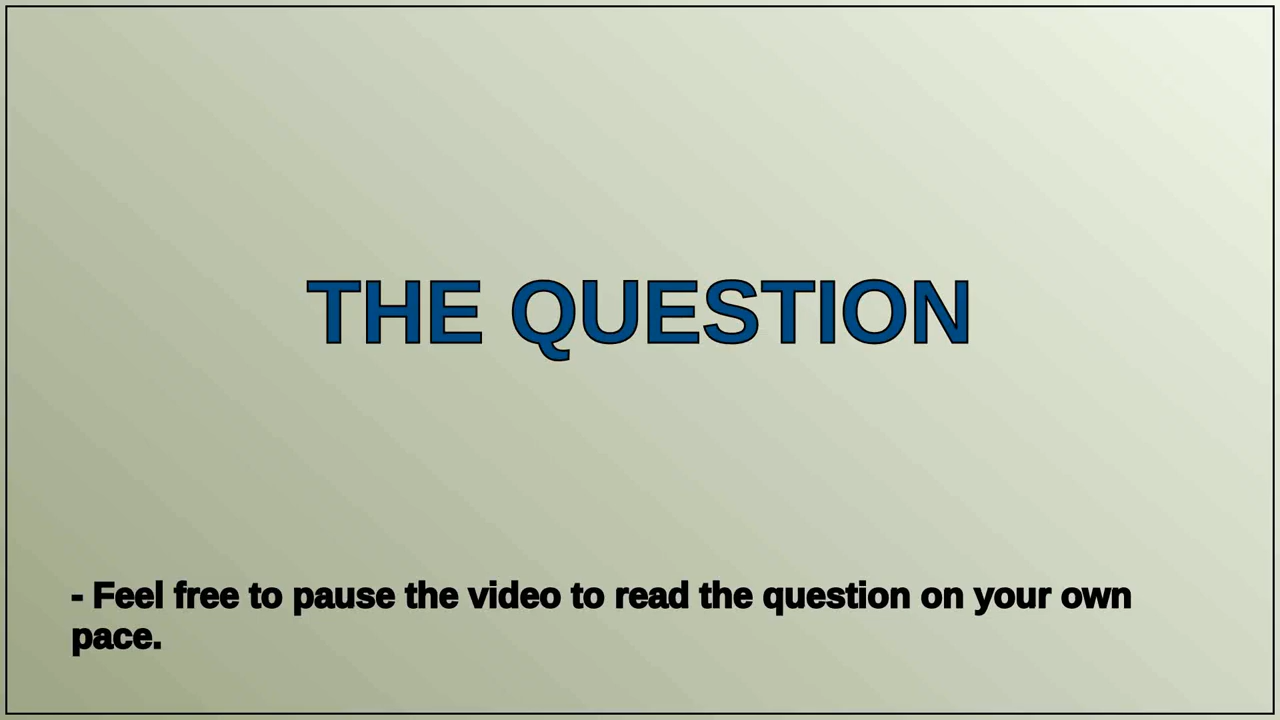 THE QUESTION
- Feel free to pause the video to read the question on your own
pace.